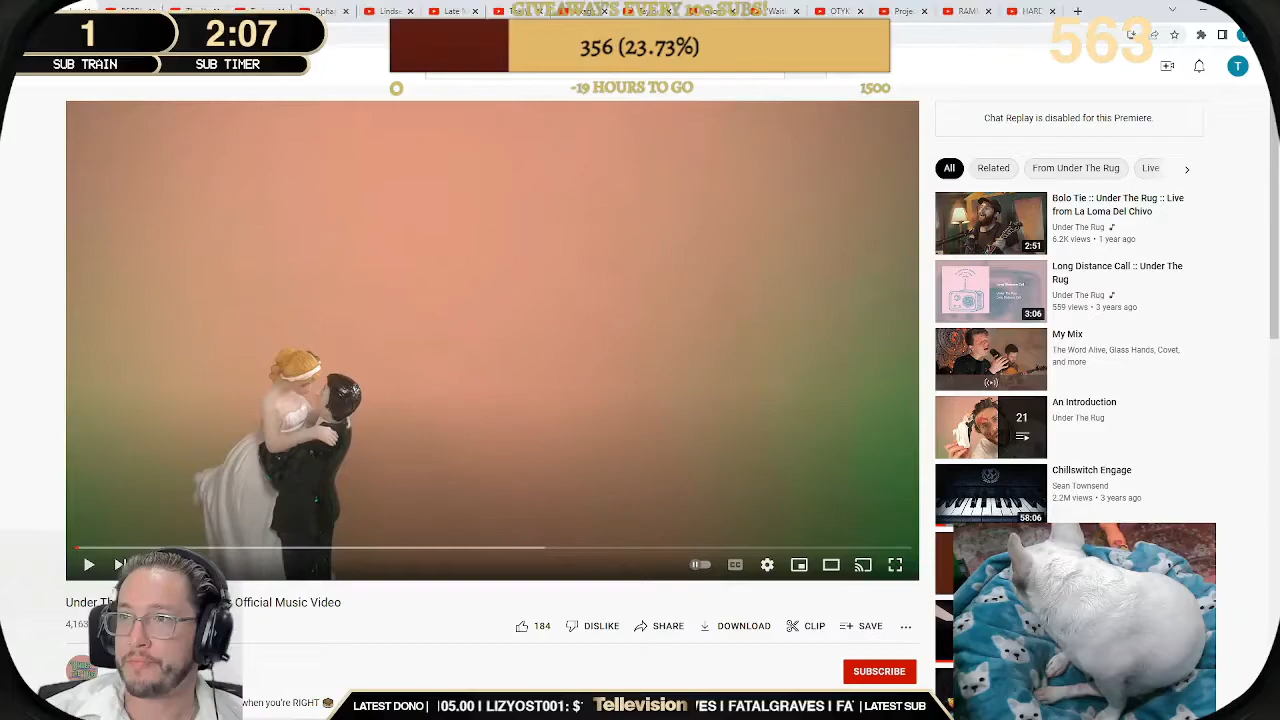 GIVEAWAYS EVERY 100 SUBS!
1
2:07
SUB TRAIN
SUB TIMER
356 (23.73%)
0
-19 HOURS TO GO
1500
563
T
Chat Replay is disabled for this Premiere.
All
Related
From Under The Rug
Live
Bolo Tie :: Under The Rug :: Live
from La Loma Del Chivo
Under The Rug
6.2K views • 1 year ago
2:51
Long Distance Call :: Under The
Rug
Under The Rug
559 views • 3 years ago
3:06
My Mix
The Word Alive, Glass Hands, Covet,
and more
An Introduction
Under The Rug
21
Chillswitch Engage
Sean Townsend
2.2M views • 3 years ago
58:06
CC
Official Music Video
184
DISLIKE
SHARE
DOWNLOAD
CLIP
SAVE
SUBSCRIBE
when you're RIGHT
LATEST DONO | 05.00 | LIZYOST001: $
Tellevision
| FATALGRAVES |
| LATEST SUB